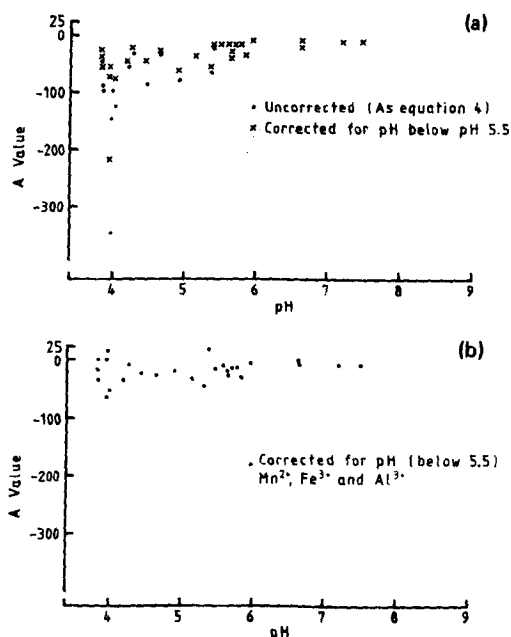 (a)
25
0
-100
-200
-300
A Value
• Uncorrected (As equation 4)
× Corrected for pH below pH 5.5
4 5 6 7 8 9
pH
(b)
25
0
-100
-200
-300
A Value
• Corrected for pH (below 5.5)
Mn²⁺, Fe³⁺ and Al³⁺
4 5 6 7 8 9
pH